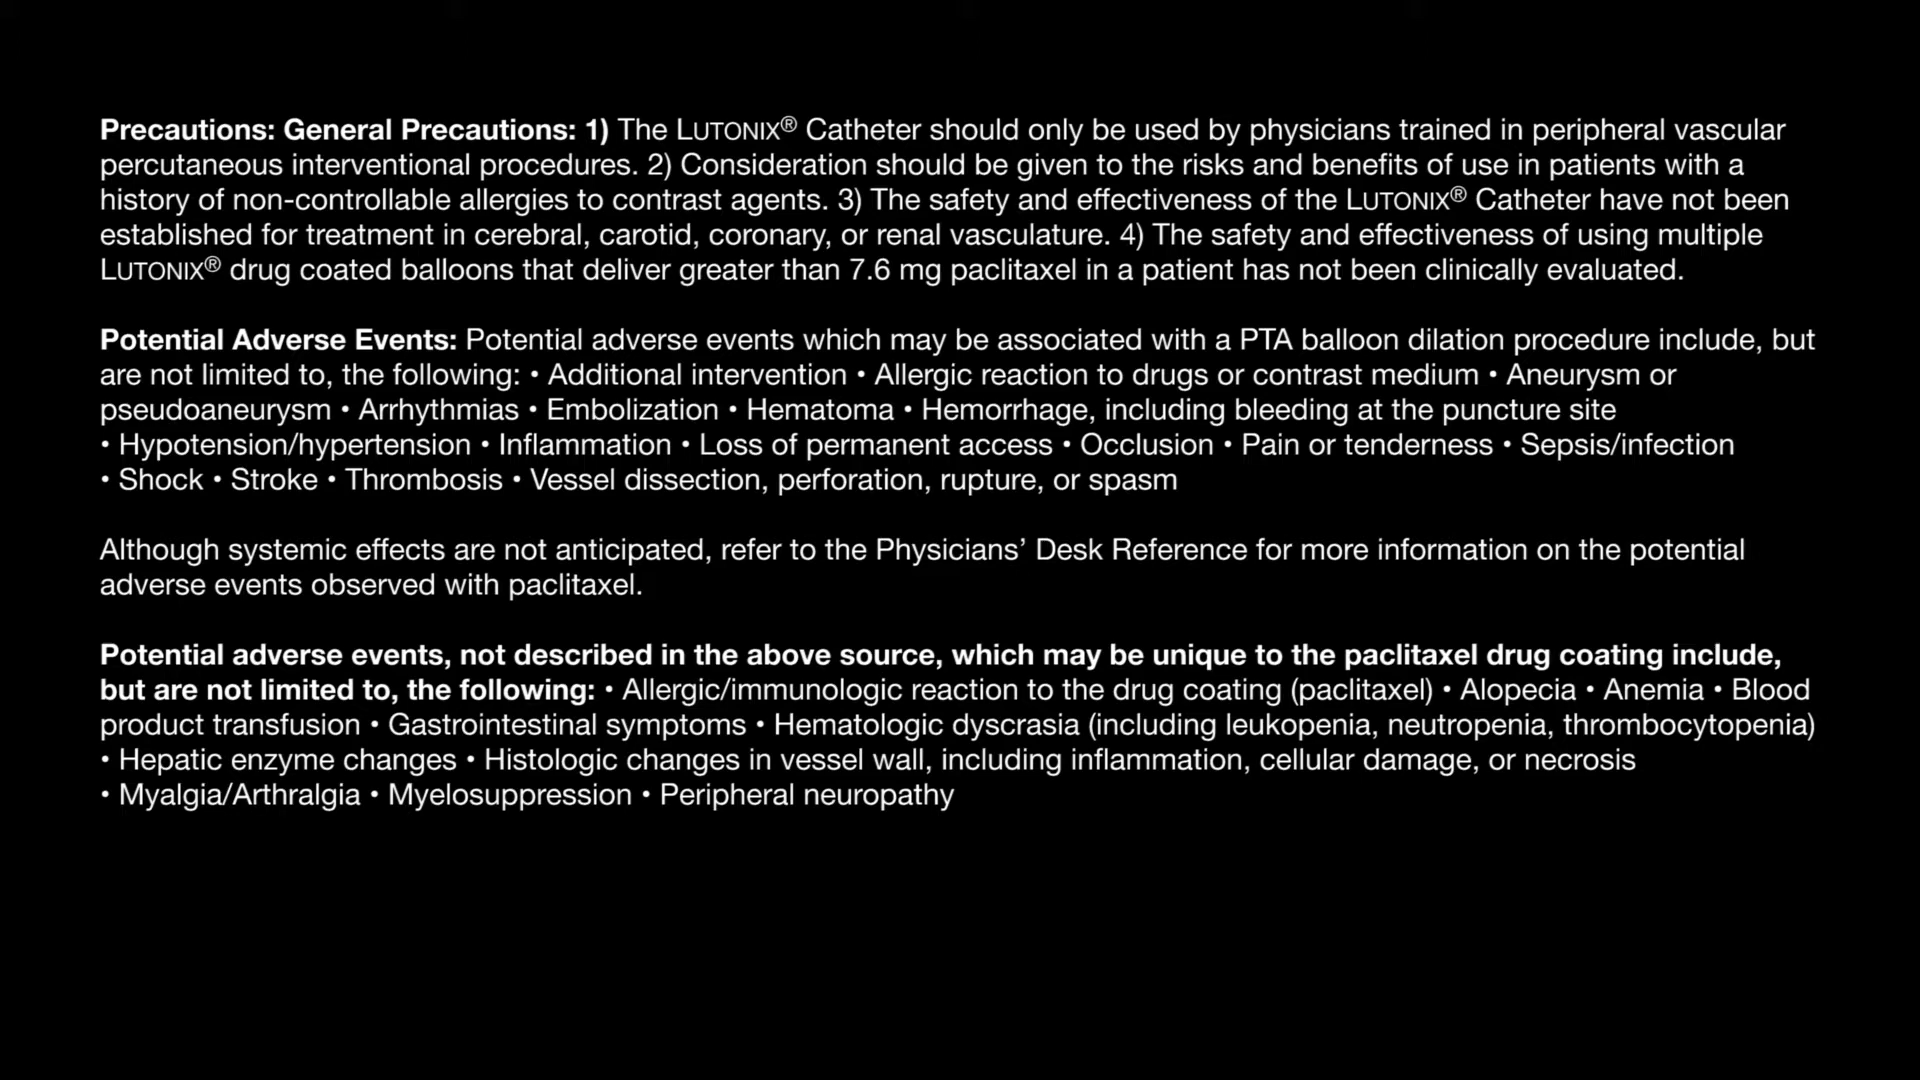 Precautions: General Precautions: 1) The LUTONIX® Catheter should only be used by physicians trained in peripheral vascular
percutaneous interventional procedures. 2) Consideration should be given to the risks and benefits of use in patients with a
history of non-controllable allergies to contrast agents. 3) The safety and effectiveness of the LUTONIX® Catheter have not been
established for treatment in cerebral, carotid, coronary, or renal vasculature. 4) The safety and effectiveness of using multiple
LUTONIX® drug coated balloons that deliver greater than 7.6 mg paclitaxel in a patient has not been clinically evaluated.
Potential Adverse Events: Potential adverse events which may be associated with a PTA balloon dilation procedure include, but
are not limited to, the following: • Additional intervention • Allergic reaction to drugs or contrast medium • Aneurysm or
pseudoaneurysm • Arrhythmias • Embolization • Hematoma • Hemorrhage, including bleeding at the puncture site
• Hypotension/hypertension • Inflammation • Loss of permanent access • Occlusion • Pain or tenderness • Sepsis/infection
• Shock • Stroke • Thrombosis • Vessel dissection, perforation, rupture, or spasm
Although systemic effects are not anticipated, refer to the Physicians’ Desk Reference for more information on the potential
adverse events observed with paclitaxel.
Potential adverse events, not described in the above source, which may be unique to the paclitaxel drug coating include,
but are not limited to, the following: • Allergic/immunologic reaction to the drug coating (paclitaxel) • Alopecia • Anemia • Blood
product transfusion • Gastrointestinal symptoms • Hematologic dyscrasia (including leukopenia, neutropenia, thrombocytopenia)
• Hepatic enzyme changes • Histologic changes in vessel wall, including inflammation, cellular damage, or necrosis
• Myalgia/Arthralgia • Myelosuppression • Peripheral neuropathy